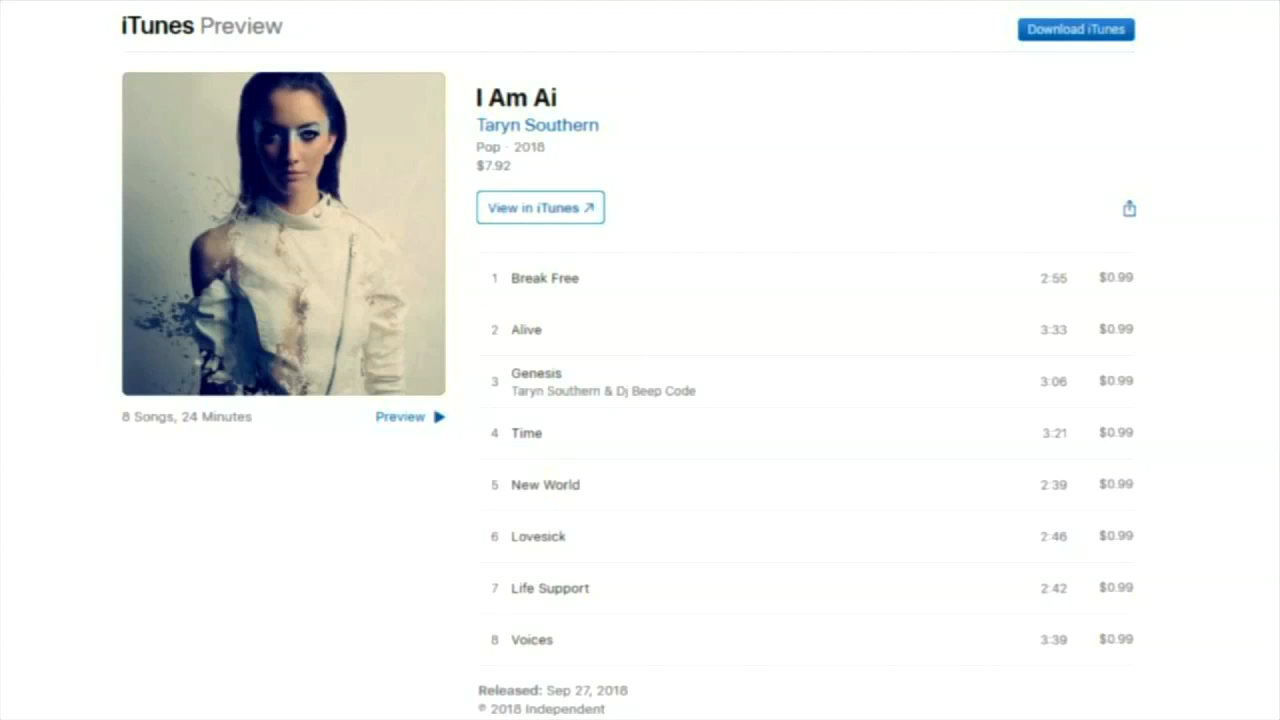 iTunes Preview
Download iTunes
I Am Ai
Taryn Southern
Pop · 2018
$7.92
View in iTunes ↗
8 Songs, 24 Minutes
Preview ▶
1 Break Free 2:55 $0.99
2 Alive 3:33 $0.99
3 Genesis 3:06 $0.99
Taryn Southern & Dj Beep Code
4 Time 3:21 $0.99
5 New World 2:39 $0.99
6 Lovesick 2:46 $0.99
7 Life Support 2:42 $0.99
8 Voices 3:39 $0.99
Released: Sep 27, 2018
℗ 2018 Independent